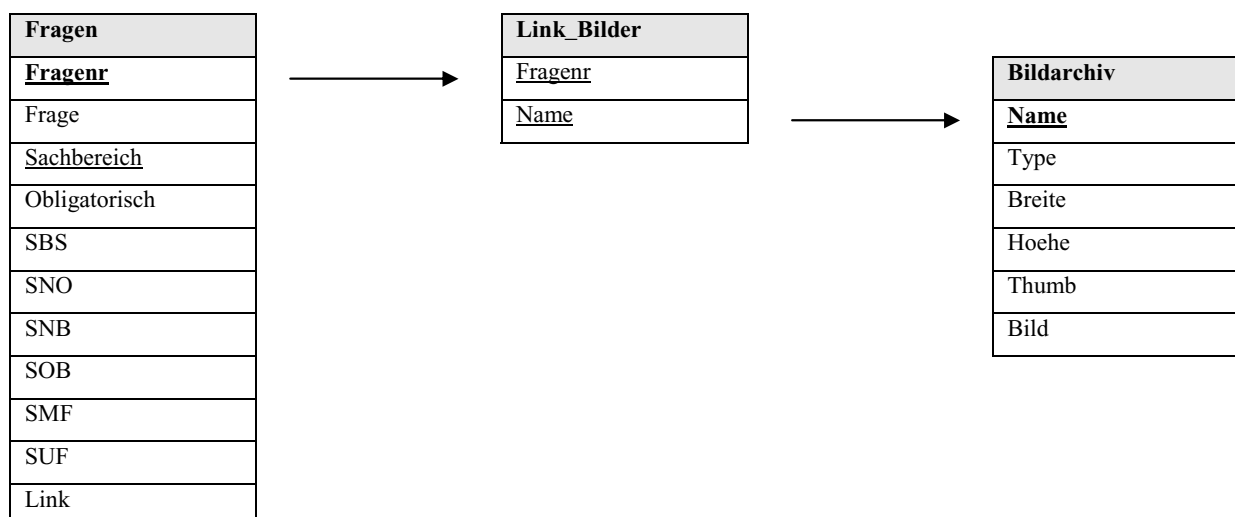 Fragen
Fragenr
Frage
Sachbereich
Obligatorisch
SBS
SNO
SNB
SOB
SMF
SUF
Link
Link_Bilder
Fragenr
Name
Bildarchiv
Name
Type
Breite
Hoehe
Thumb
Bild